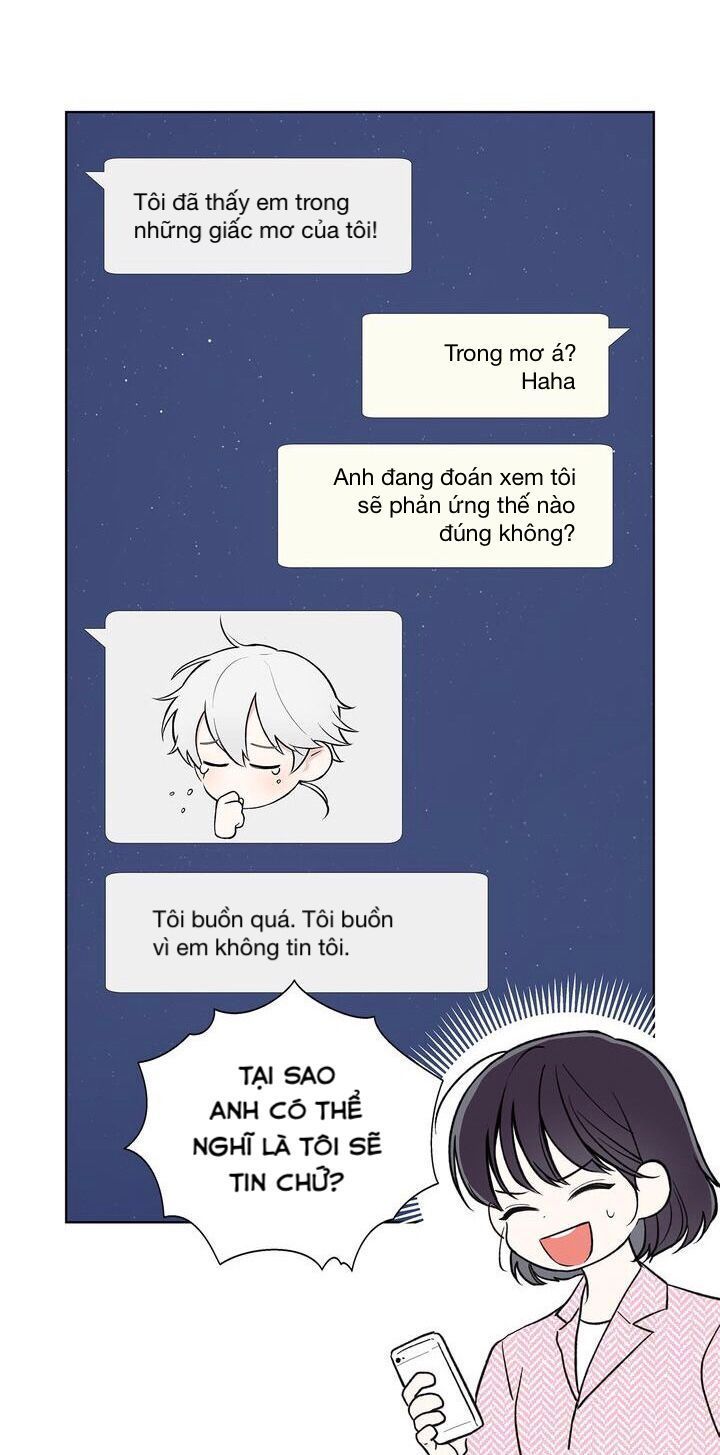 Tôi đã thấy em trong
những giấc mơ của tôi!
Trong mơ á?
Haha
Anh đang đoán xem tôi
sẽ phản ứng thế nào
đúng không?
Tôi buồn quá. Tôi buồn
vì em không tin tôi.
TẠI SAO
ANH CÓ THỂ
NGHĨ LÀ TÔI SẼ
TIN CHỨ?